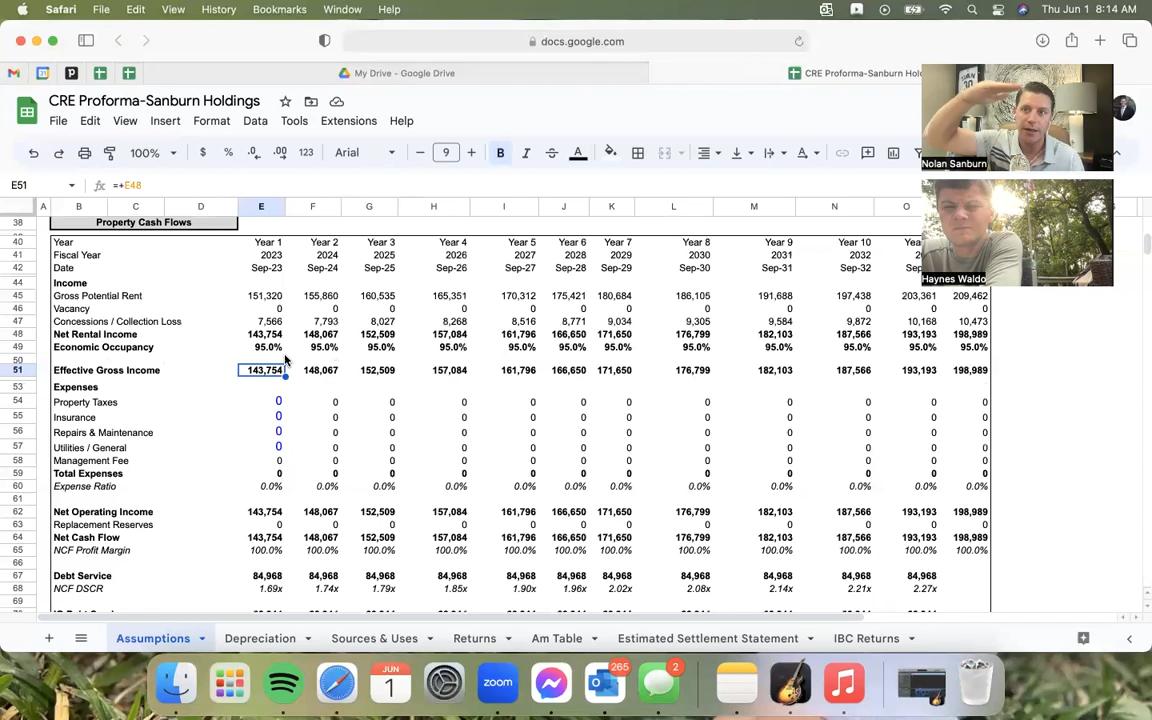 Safari File Edit View History Bookmarks Window Help Thu Jun 1 8:14 AM
docs.google.com
My Drive - Google Drive CRE Proforma-Sanburn Hol
CRE Proforma-Sanburn Holdings
File Edit View Insert Format Data Tools Extensions Help
100% $ % .0 .00 123 Arial 9 B I S A
Nolan Sanburn
E51 fx =+E48
A B C D E F G H I J K L M N O
Haynes Waldo
38 Property Cash Flows
40 Year Year 1 Year 2 Year 3 Year 4 Year 5 Year 6 Year 7 Year 8 Year 9 Year 10
41 Fiscal Year 2023 2024 2025 2026 2027 2028 2029 2030 2031 2032
42 Date Sep-23 Sep-24 Sep-25 Sep-26 Sep-27 Sep-28 Sep-29 Sep-30 Sep-31 Sep-32
44 Income
45 Gross Potential Rent 151,320 155,860 160,535 165,351 170,312 175,421 180,684 186,105 191,688 197,438 203,361 209,462
46 Vacancy 0 0 0 0 0 0 0 0 0 0 0 0
47 Concessions / Collection Loss 7,566 7,793 8,027 8,268 8,516 8,771 9,034 9,305 9,584 9,872 10,168 10,473
48 Net Rental Income 143,754 148,067 152,509 157,084 161,796 166,650 171,650 176,799 182,103 187,566 193,193 198,989
49 Economic Occupancy 95.0% 95.0% 95.0% 95.0% 95.0% 95.0% 95.0% 95.0% 95.0% 95.0% 95.0% 95.0%
50
51 Effective Gross Income 143,754 148,067 152,509 157,084 161,796 166,650 171,650 176,799 182,103 187,566 193,193 198,989
53 Expenses
54 Property Taxes 0 0 0 0 0 0 0 0 0 0 0 0
55 Insurance 0 0 0 0 0 0 0 0 0 0 0 0
56 Repairs & Maintenance 0 0 0 0 0 0 0 0 0 0 0 0
57 Utilities / General 0 0 0 0 0 0 0 0 0 0 0 0
58 Management Fee 0 0 0 0 0 0 0 0 0 0 0 0
59 Total Expenses 0 0 0 0 0 0 0 0 0 0 0 0
60 Expense Ratio 0.0% 0.0% 0.0% 0.0% 0.0% 0.0% 0.0% 0.0% 0.0% 0.0% 0.0% 0.0%
61
62 Net Operating Income 143,754 148,067 152,509 157,084 161,796 166,650 171,650 176,799 182,103 187,566 193,193 198,989
63 Replacement Reserves 0 0 0 0 0 0 0 0 0 0 0 0
64 Net Cash Flow 143,754 148,067 152,509 157,084 161,796 166,650 171,650 176,799 182,103 187,566 193,193 198,989
65 NCF Profit Margin 100.0% 100.0% 100.0% 100.0% 100.0% 100.0% 100.0% 100.0% 100.0% 100.0% 100.0% 100.0%
66
67 Debt Service 84,968 84,968 84,968 84,968 84,968 84,968 84,968 84,968 84,968 84,968 84,968
68 NCF DSCR 1.69x 1.74x 1.79x 1.85x 1.90x 1.96x 2.02x 2.08x 2.14x 2.21x 2.27x
69
Assumptions Depreciation Sources & Uses Returns Am Table Estimated Settlement Statement IBC Returns
JUN
1
zoom
265
2